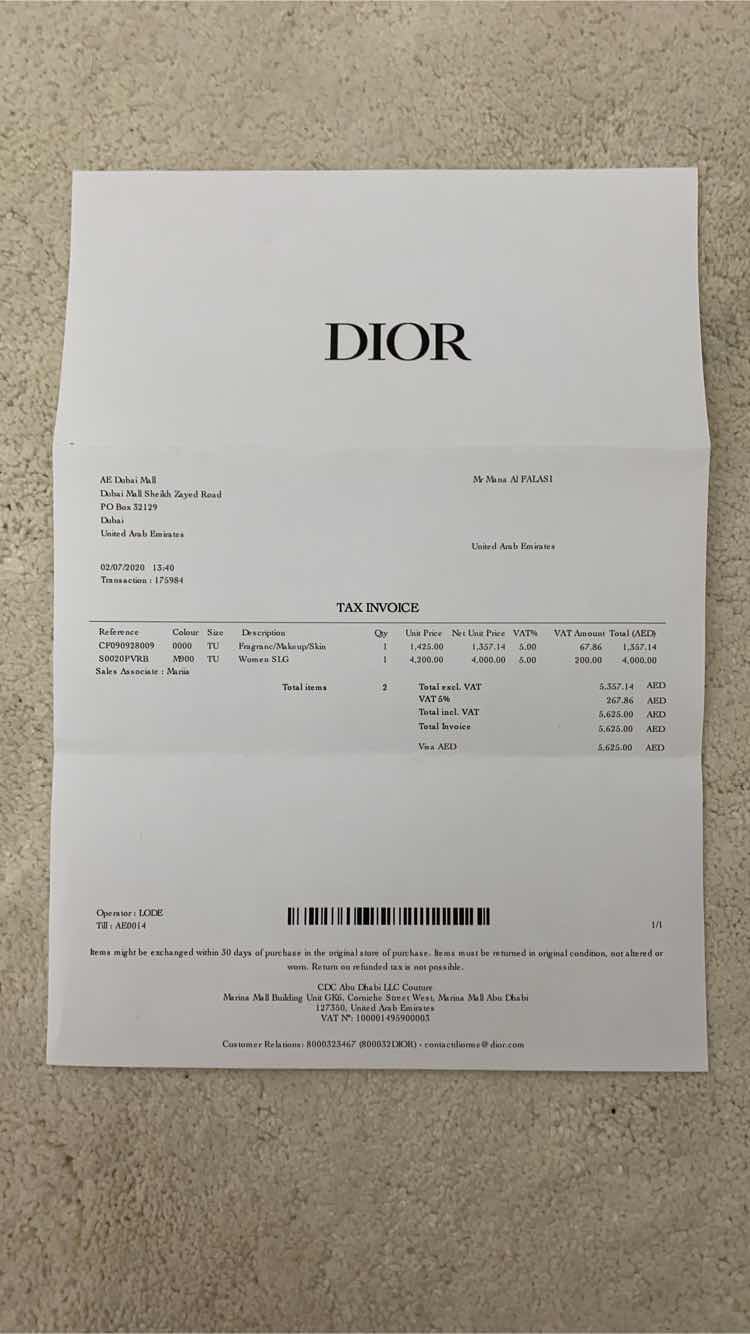 DIOR
AE Dubai Mall
Dubai Mall Sheikh Zayed Road
PO Box 32129
Dubai
United Arab Emirates
Mr Mana Al FALASI
United Arab Emirates
02/07/2020 13:40
Transaction : 175984
TAX INVOICE
Reference Colour Size Description Qty Unit Price Net Unit Price VAT% VAT Amount Total (AED)
CF090928009 0000 TU Fragranc/Makeup/Skin 1 1,425.00 1,357.14 5.00 67.86 1,357.14
S0020PVRB M900 TU Women SLG 1 4,200.00 4,000.00 5.00 200.00 4,000.00
Sales Associate : Mariia
Total items 2 Total excl. VAT 5,357.14 AED
VAT 5% 267.86 AED
Total incl. VAT 5,625.00 AED
Total Invoice 5,625.00 AED
Visa AED 5,625.00 AED
Operator : LODE
Till : AE0014
1/1
Items might be exchanged within 30 days of purchase in the original store of purchase. Items must be returned in original condition, not altered or
worn. Return on refunded tax is not possible.
CDC Abu Dhabi LLC Couture
Marina Mall Building Unit GK6, Corniche Street West, Marina Mall Abu Dhabi
127350, United Arab Emirates
VAT N°: 100001495900003
Customer Relations: 8000323467 (800032DIOR) - contactdiorme@dior.com